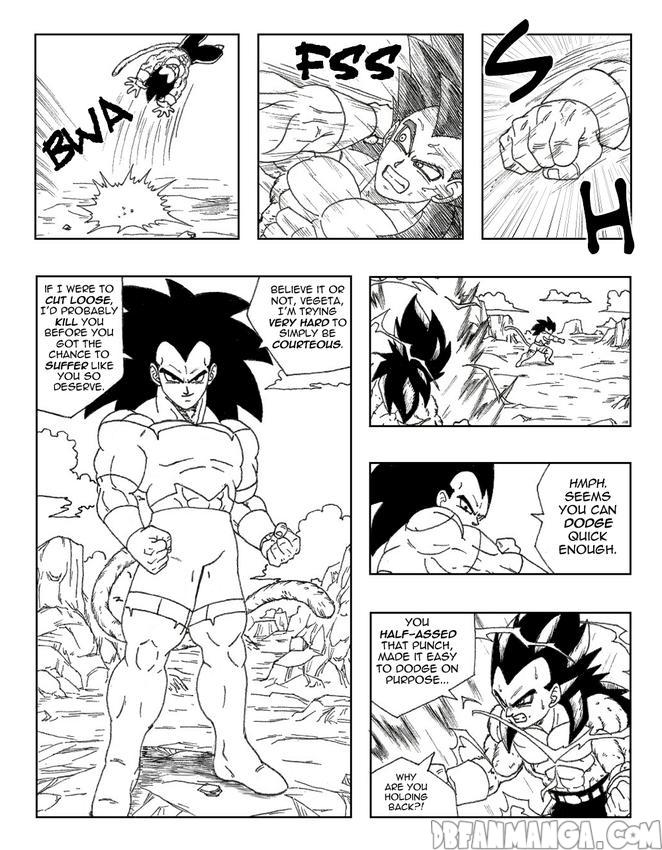 S
H
FSS
BWA
HMPH.
SEEMS
YOU CAN
DODGE
QUICK
ENOUGH.
YOU
HALF-ASSED
THAT PUNCH,
MADE IT EASY
TO DODGE ON
PURPOSE...
WHY
ARE YOU
HOLDING
BACK?!
BELIEVE IT OR
NOT, VEGETA,
I'M TRYING
VERY HARD TO
SIMPLY BE
COURTEOUS.
IF I WERE TO
CUT LOOSE,
I'D PROBABLY
KILL YOU
BEFORE YOU
GOT THE
CHANCE TO
SUFFER LIKE
YOU SO
DESERVE.
DBFANMANGA.COM